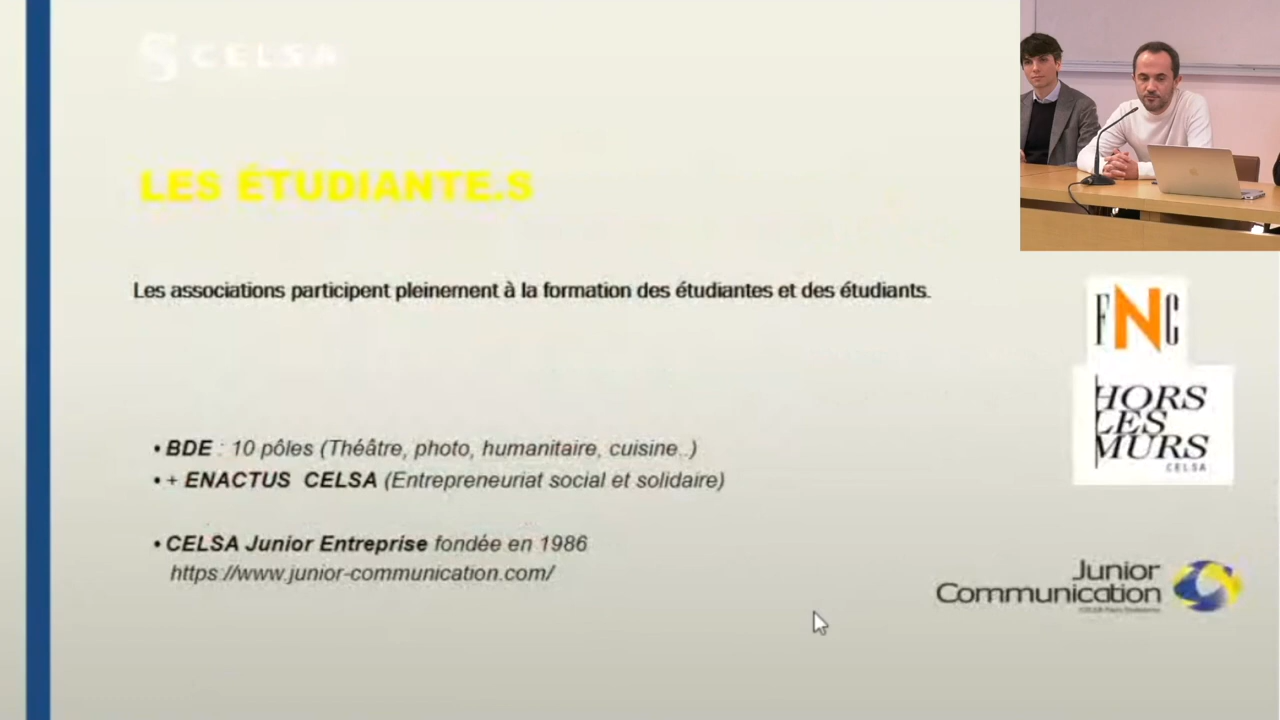 CELSA
LES ÉTUDIANTE.S
Les associations participent pleinement à la formation des étudiantes et des étudiants.
FNC
HORS
LES
MURS
CELSA
• BDE : 10 pôles (Théâtre, photo, humanitaire, cuisine..)
• + ENACTUS CELSA (Entrepreneuriat social et solidaire)
• CELSA Junior Entreprise fondée en 1986
https://www.junior-communication.com/
Junior
Communication